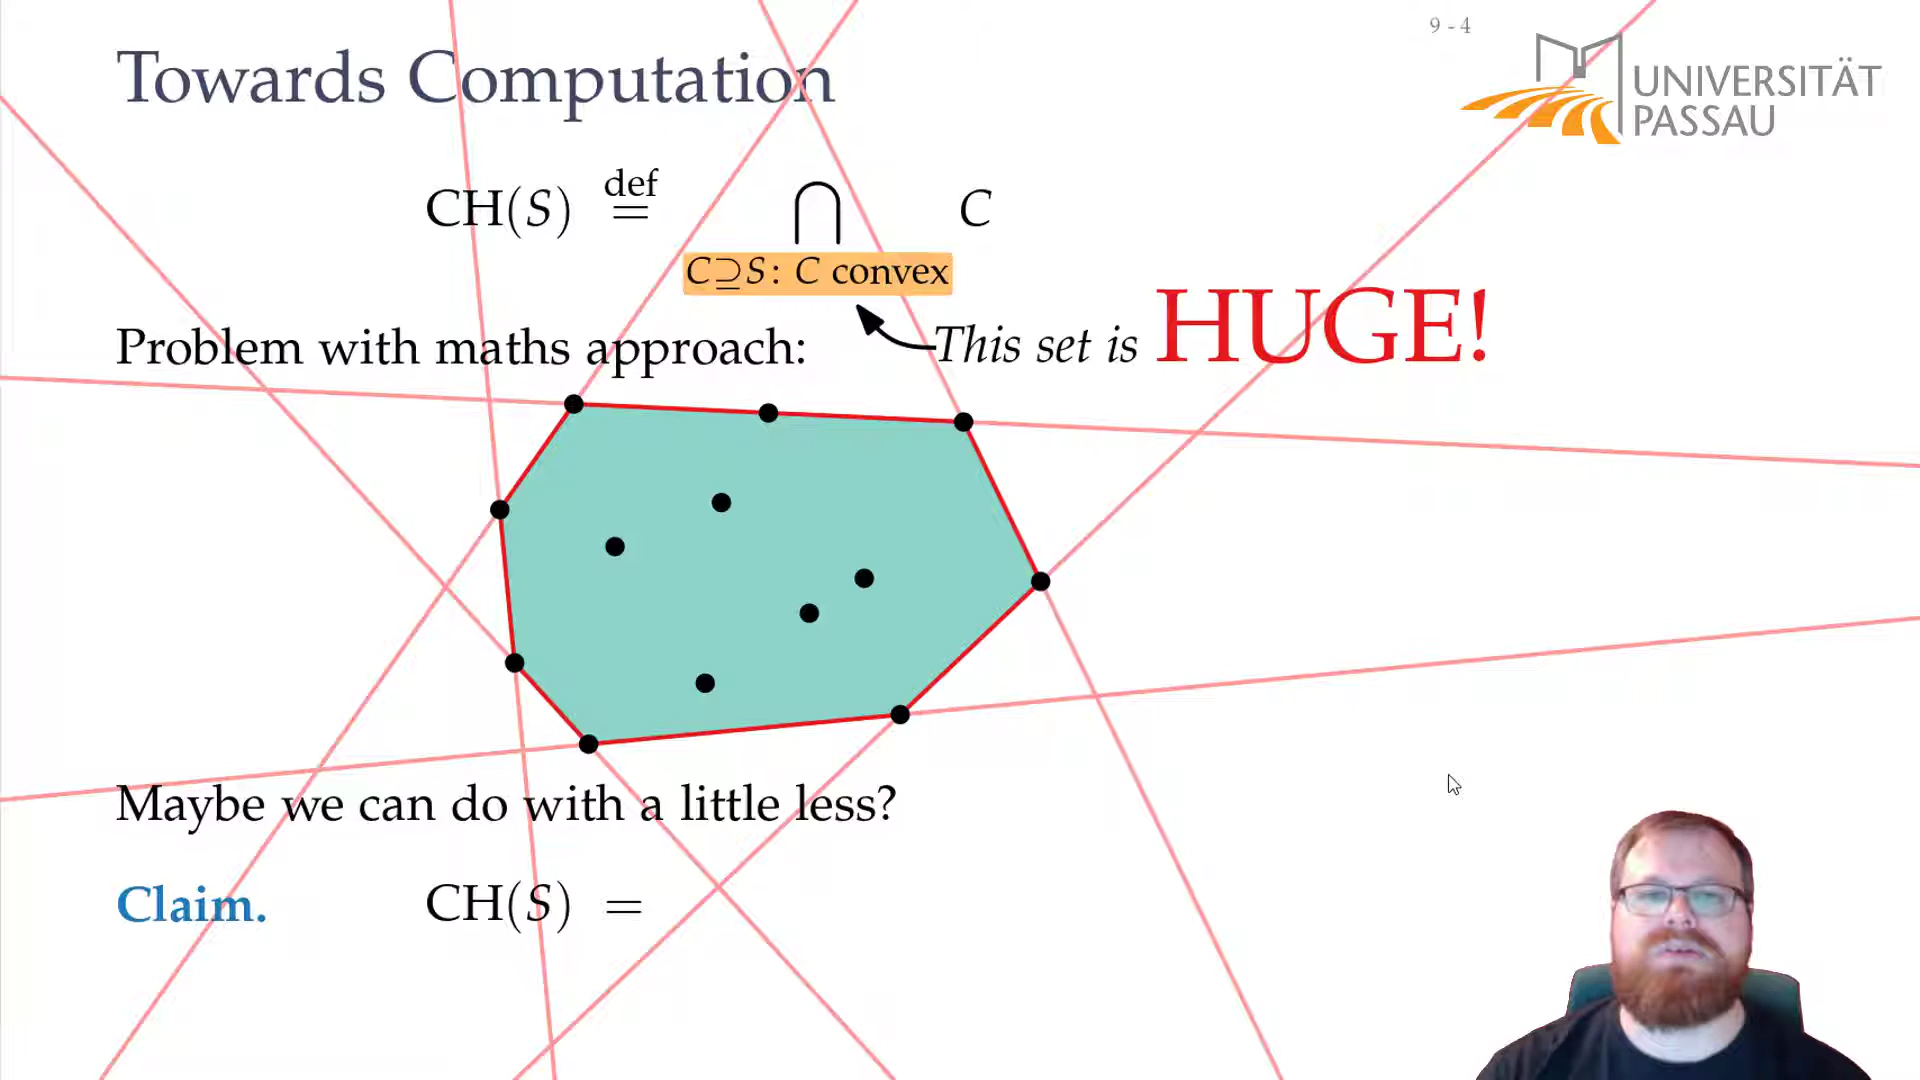 9 - 4
Towards Computation
UNIVERSITÄT
PASSAU
CH(S) def= ⋂ C
C⊇S: C convex
Problem with maths approach: This set is HUGE!
Maybe we can do with a little less?
Claim. CH(S) =